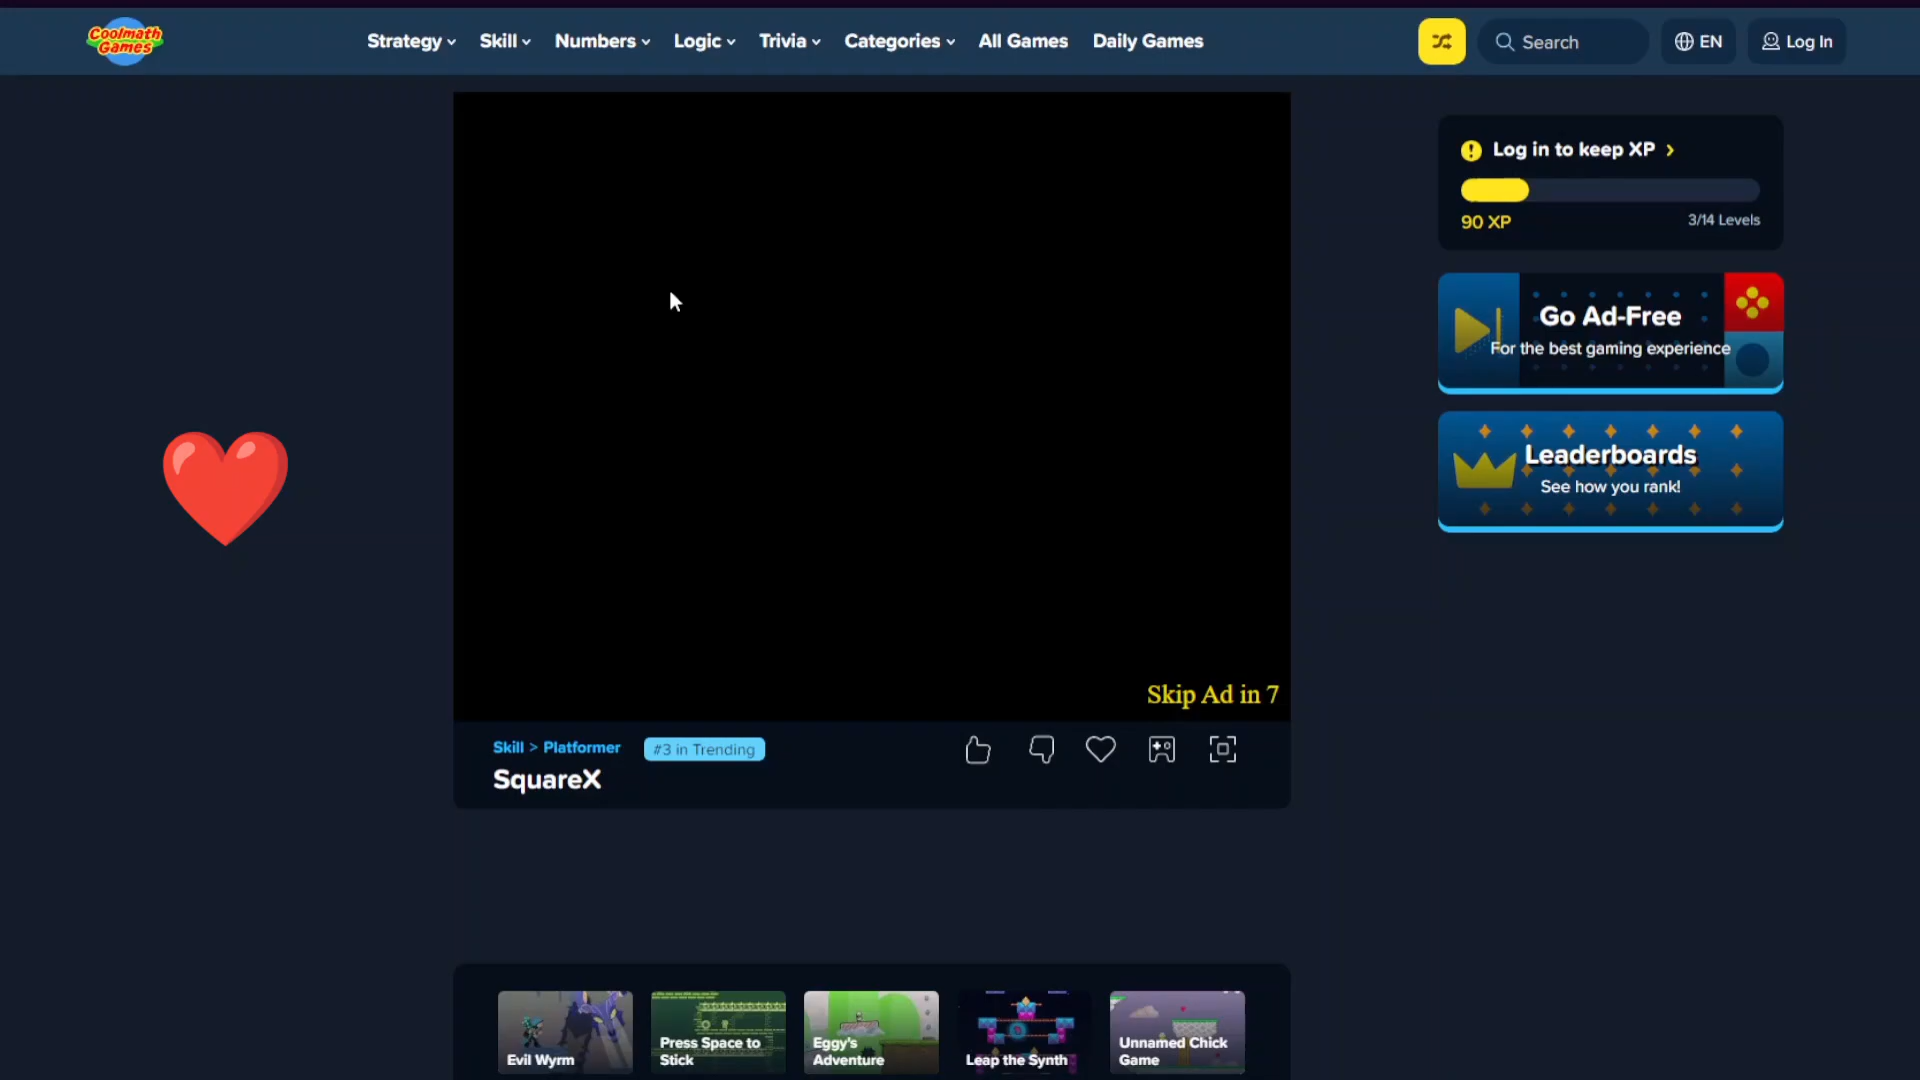 Coolmath
Games
Strategy
Skill
Numbers
Logic
Trivia
Categories
All Games
Daily Games
Search
EN
Log In
Log in to keep XP >
90 XP
3/14 Levels
Go Ad-Free
For the best gaming experience
Leaderboards
See how you rank!
Skip Ad in 7
Skill > Platformer
#3 in Trending
SquareX
Evil Wyrm
Press Space to
Stick
Eggy's
Adventure
Leap the Synth
Unnamed Chick
Game